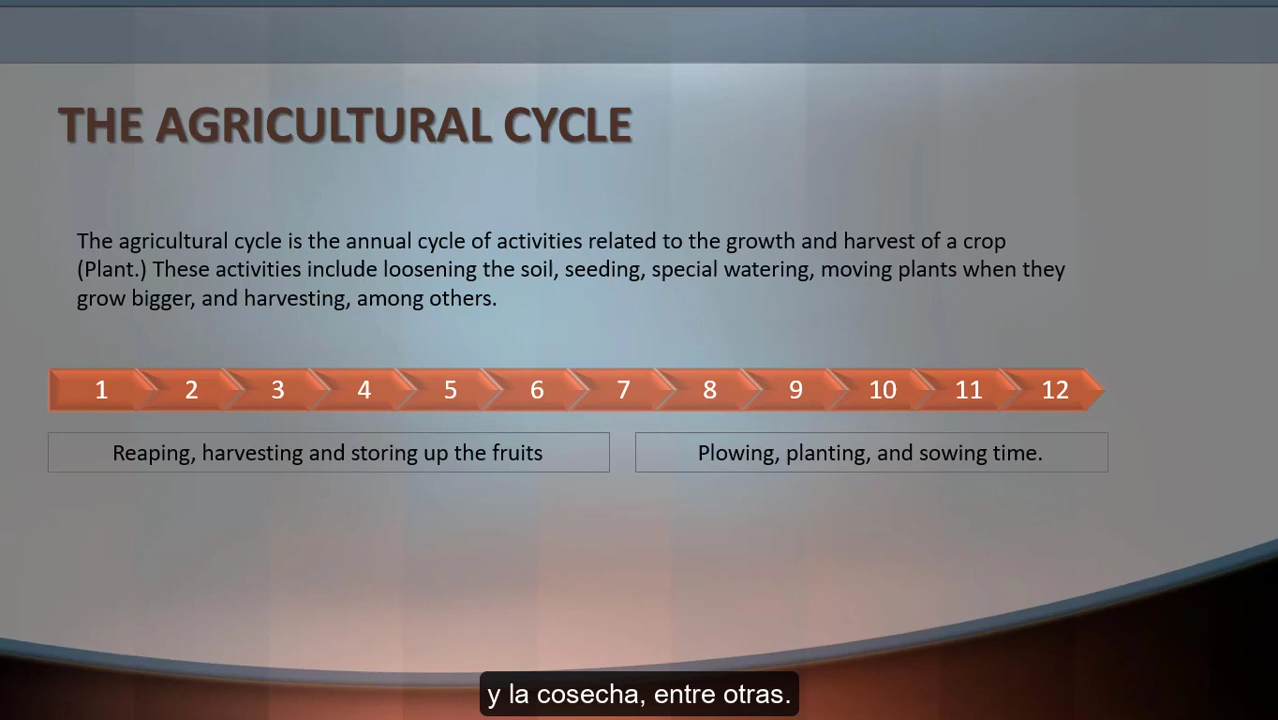 THE AGRICULTURAL CYCLE
The agricultural cycle is the annual cycle of activities related to the growth and harvest of a crop
(Plant.) These activities include loosening the soil, seeding, special watering, moving plants when they
grow bigger, and harvesting, among others.
1 2 3 4 5 6 7 8 9 10 11 12
Reaping, harvesting and storing up the fruits
Plowing, planting, and sowing time.
y la cosecha, entre otras.